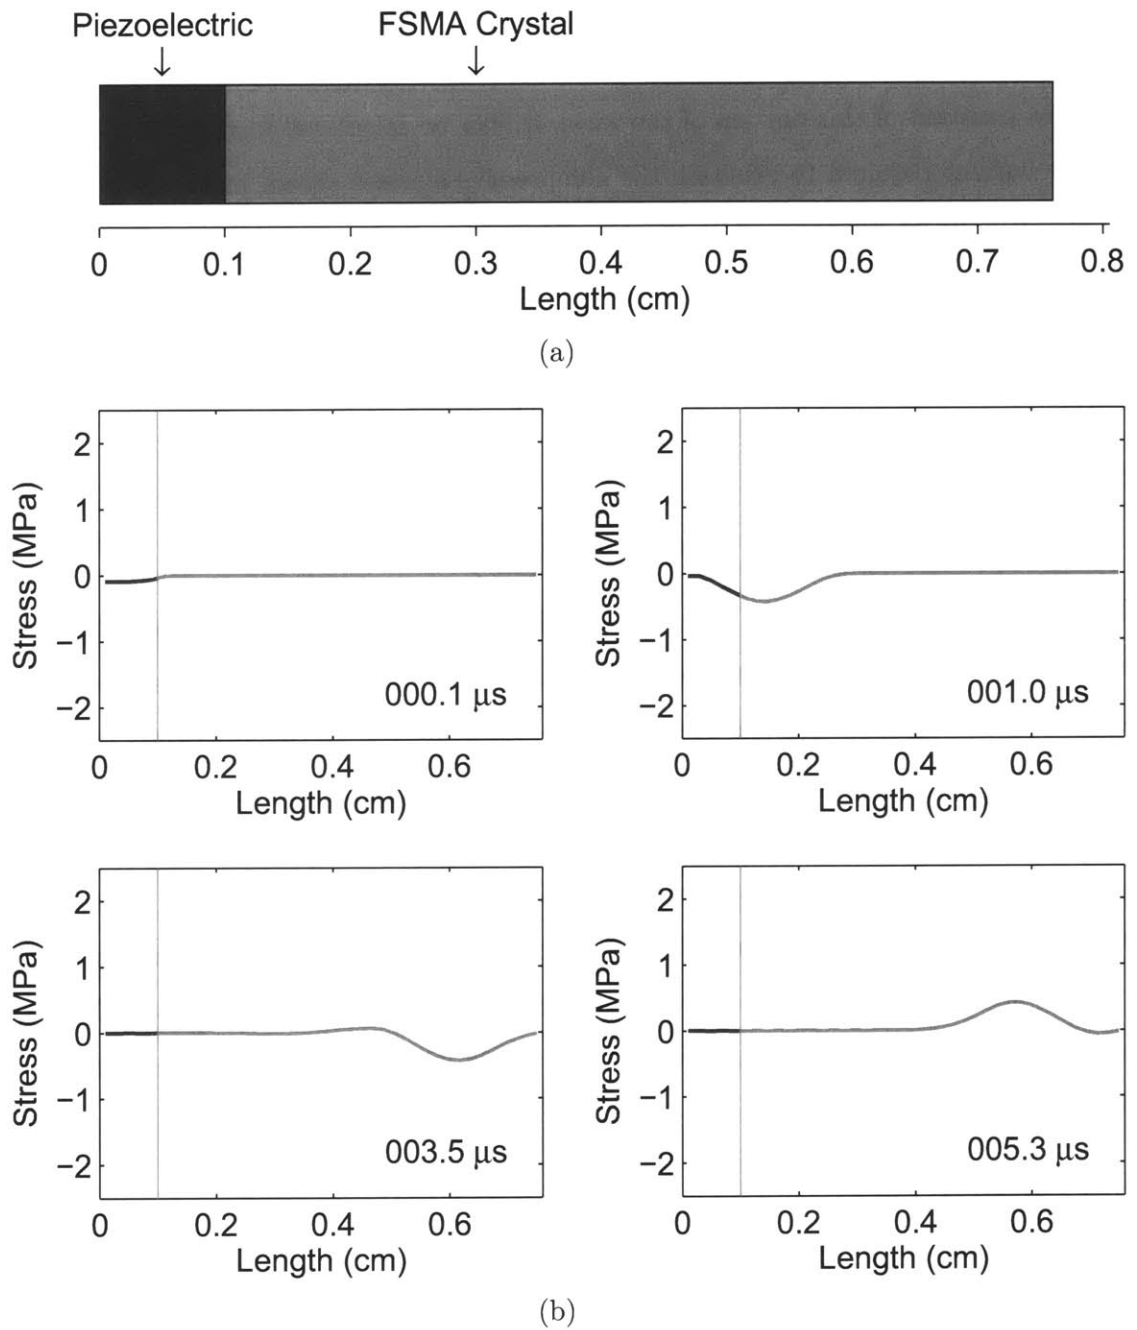 Piezoelectric FSMA Crystal
0 0.1 0.2 0.3 0.4 0.5 0.6 0.7 0.8
Length (cm)
(a)
Stress (MPa)
2
1
0
−1
−2
000.1 μs
0 0.2 0.4 0.6
Length (cm)
Stress (MPa)
2
1
0
−1
−2
001.0 μs
0 0.2 0.4 0.6
Length (cm)
Stress (MPa)
2
1
0
−1
−2
003.5 μs
0 0.2 0.4 0.6
Length (cm)
Stress (MPa)
2
1
0
−1
−2
005.3 μs
0 0.2 0.4 0.6
Length (cm)
(b)